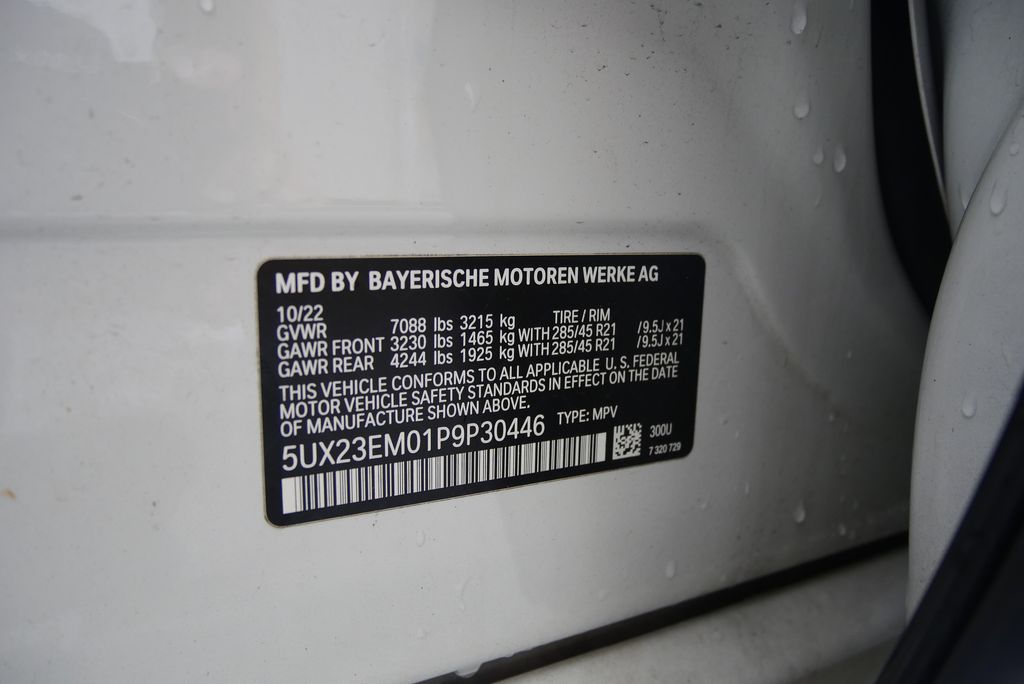 MFD BY BAYERISCHE MOTOREN WERKE AG
10/22
GVWR 7088 lbs 3215 kg TIRE / RIM
GAWR FRONT 3230 lbs 1465 kg WITH 285/45 R21 /9.5J x 21
GAWR REAR 4244 lbs 1925 kg WITH 285/45 R21 /9.5J x 21
THIS VEHICLE CONFORMS TO ALL APPLICABLE U. S. FEDERAL
MOTOR VEHICLE SAFETY STANDARDS IN EFFECT ON THE DATE
OF MANUFACTURE SHOWN ABOVE.
5UX23EM01P9P30446 TYPE: MPV
300U
7 320 729